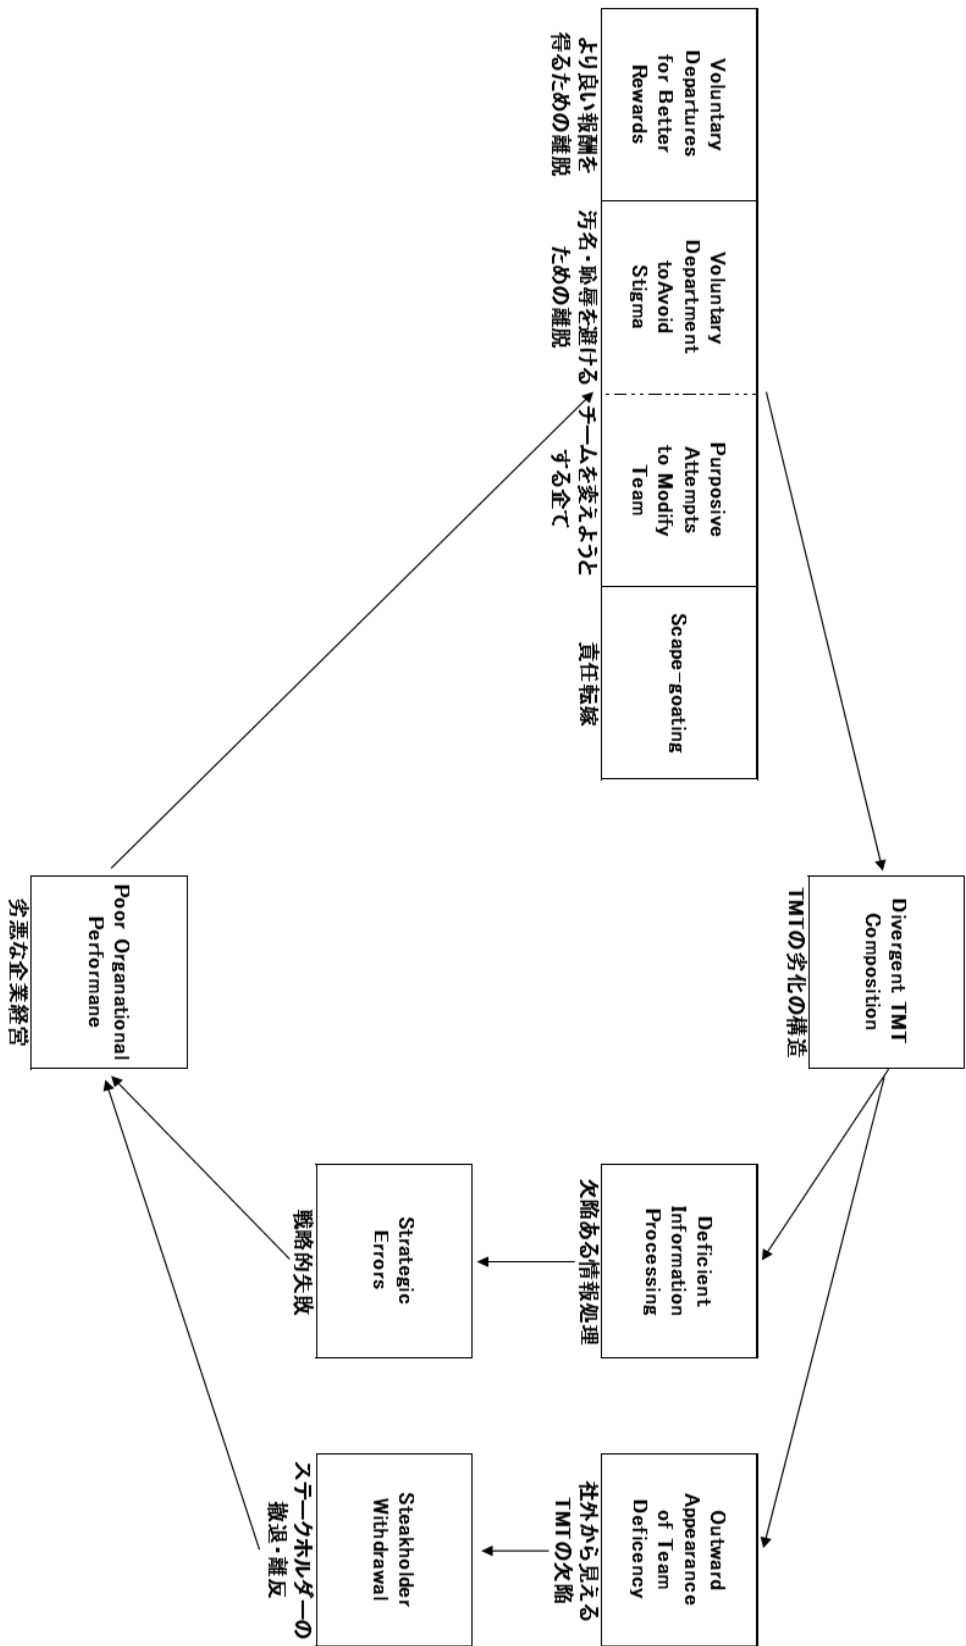 Voluntary
Departures
for Better
Rewards
より良い報酬を
得るための離脱
Voluntary
Department
toAvoid
Stigma
汚名・恥辱を避ける
ための離脱
Purposive
Attempts
to Modify
Team
チームを変えようと
する企て
Scape-goating
責任転嫁
Divergent TMT
Composition
TMTの劣化の構造
Poor Organational
Performane
劣悪な企業経営
Deficient
Information
Processing
欠陥ある情報処理
Strategic
Errors
戦略的失敗
Outward
Appearance
of Team
Deficency
社外から見える
TMTの欠陥
Steakholder
Withdrawal
ステークホルダーの
撤退・離反